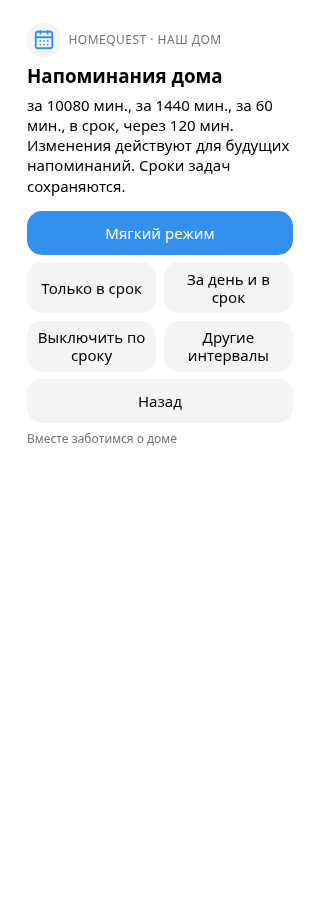 HOMEQUEST · НАШ ДОМ
Напоминания дома
за 10080 мин., за 1440 мин., за 60
мин., в срок, через 120 мин.
Изменения действуют для будущих
напоминаний. Сроки задач
сохраняются.
Мягкий режим
Только в срок
За день и в
срок
Выключить по
сроку
Другие
интервалы
Назад
Вместе заботимся о доме